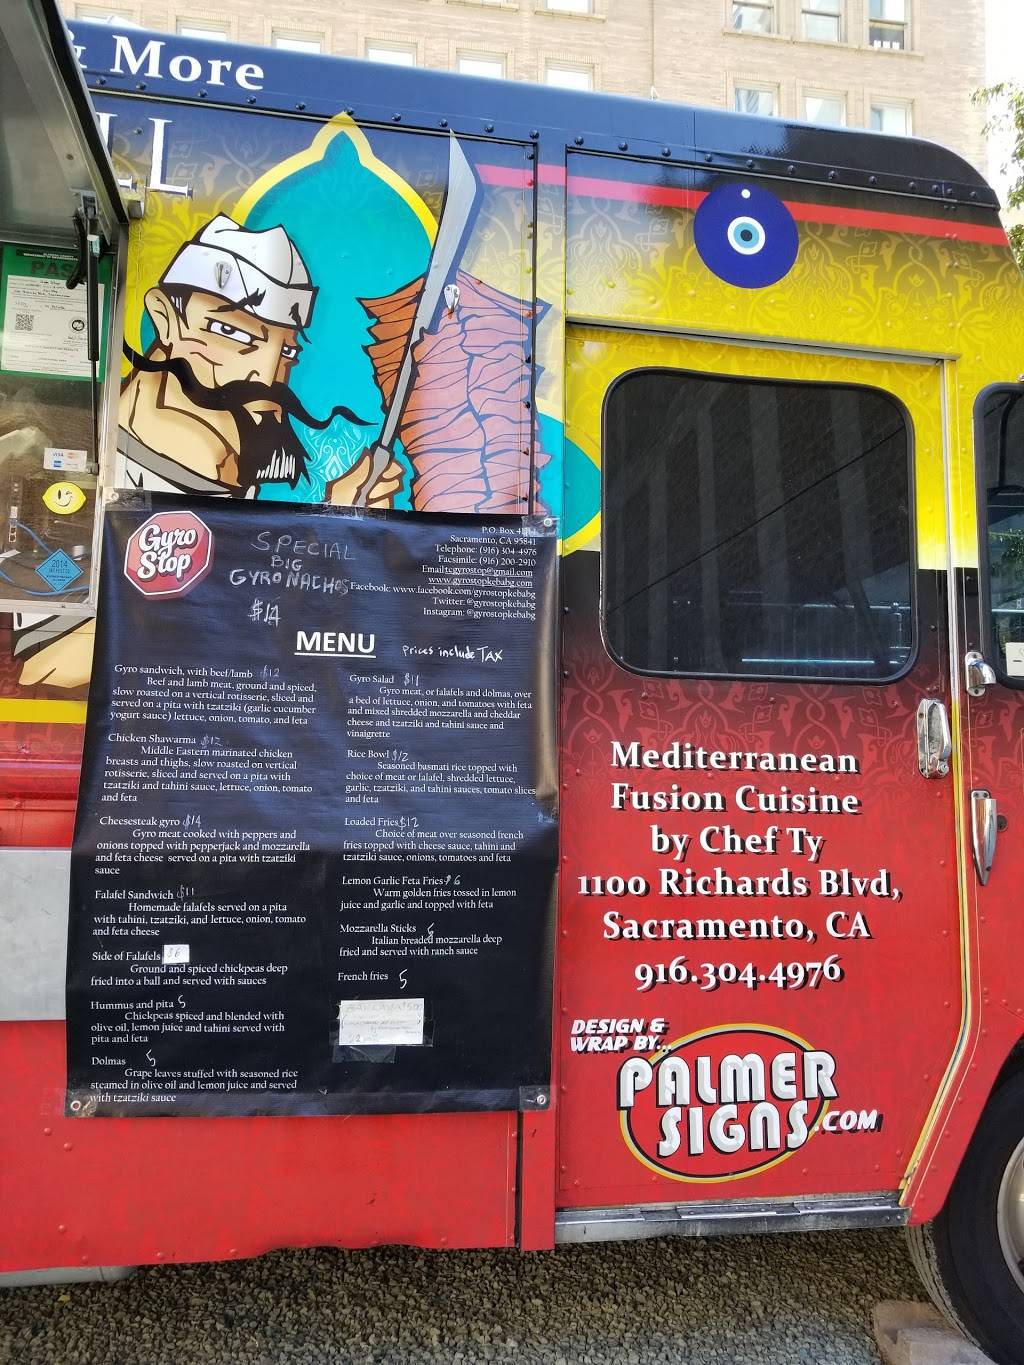 & More
LL
PAS
VISA
2014
Gyro
Stop
SPECIAL
BIG
GYRO NACHOS
$14
P.O. Box
Sacramento, CA 95841
Telephone: (916) 304-4976
Facsimile: (916) 200-2910
Email:cgyrostop@gmail.com
www.gyrostopkebabg.com
Facebook: www.facebook.com/gyrostopkebabg
Twitter: @gyrostopkebabg
Instagram: @gyrostopkebabg
MENU
prices include TAX
Gyro sandwich, with beef/lamb $12
Beef and lamb meat, ground and spiced,
slow roasted on a vertical rotisserie, sliced and
served on a pita with tzatziki (garlic cucumber
yogurt sauce) lettuce, onion, tomato, and feta
Chicken Shawarma $12
Middle Eastern marinated chicken
breasts and thighs, slow roasted on vertical
rotisserie, sliced and served on a pita with
tzatziki and tahini sauce, lettuce, onion, tomato
and feta
Cheesesteak gyro $14
Gyro meat cooked with peppers and
onions topped with pepperjack and mozzarella
and feta cheese served on a pita with tzatziki
sauce
Falafel Sandwich $11
Homemade falafels served on a pita
with tahini, tzatziki, and lettuce, onion, tomato
and feta cheese
Side of Falafels $6
Ground and spiced chickpeas deep
fried into a ball and served with sauces
Hummus and pita 5
Chickpeas spiced and blended with
olive oil, lemon juice and tahini served with
pita and feta
Dolmas 5
Grape leaves stuffed with seasoned rice
steamed in olive oil and lemon juice and served
with tzatziki sauce
Gyro Salad $11
Gyro meat, or falafels and dolmas, over
a bed of lettuce, onion, and tomatoes with feta
and mixed shredded mozzarella and cheddar
cheese and tzatziki and tahini sauce and
vinaigrette
Rice Bowl $12
Seasoned basmati rice topped with
choice of meat or falafel, shredded lettuce,
garlic, tzatziki, and tahini sauces, tomato slices
and feta
Loaded Fries $12
Choice of meat over seasoned french
fries topped with cheese sauce, tahini and
tzatziki sauce, onions, tomatoes and feta
Lemon Garlic Feta Fries $6
Warm golden fries tossed in lemon
juice and garlic and topped with feta
Mozzarella Sticks 5
Italian breaded mozzarella deep
fried and served with ranch sauce
French fries 5
Mediterranean
Fusion Cuisine
by Chef Ty
1100 Richards Blvd,
Sacramento, CA
916.304.4976
DESIGN &
WRAP BY...
PALMER
SIGNS.COM